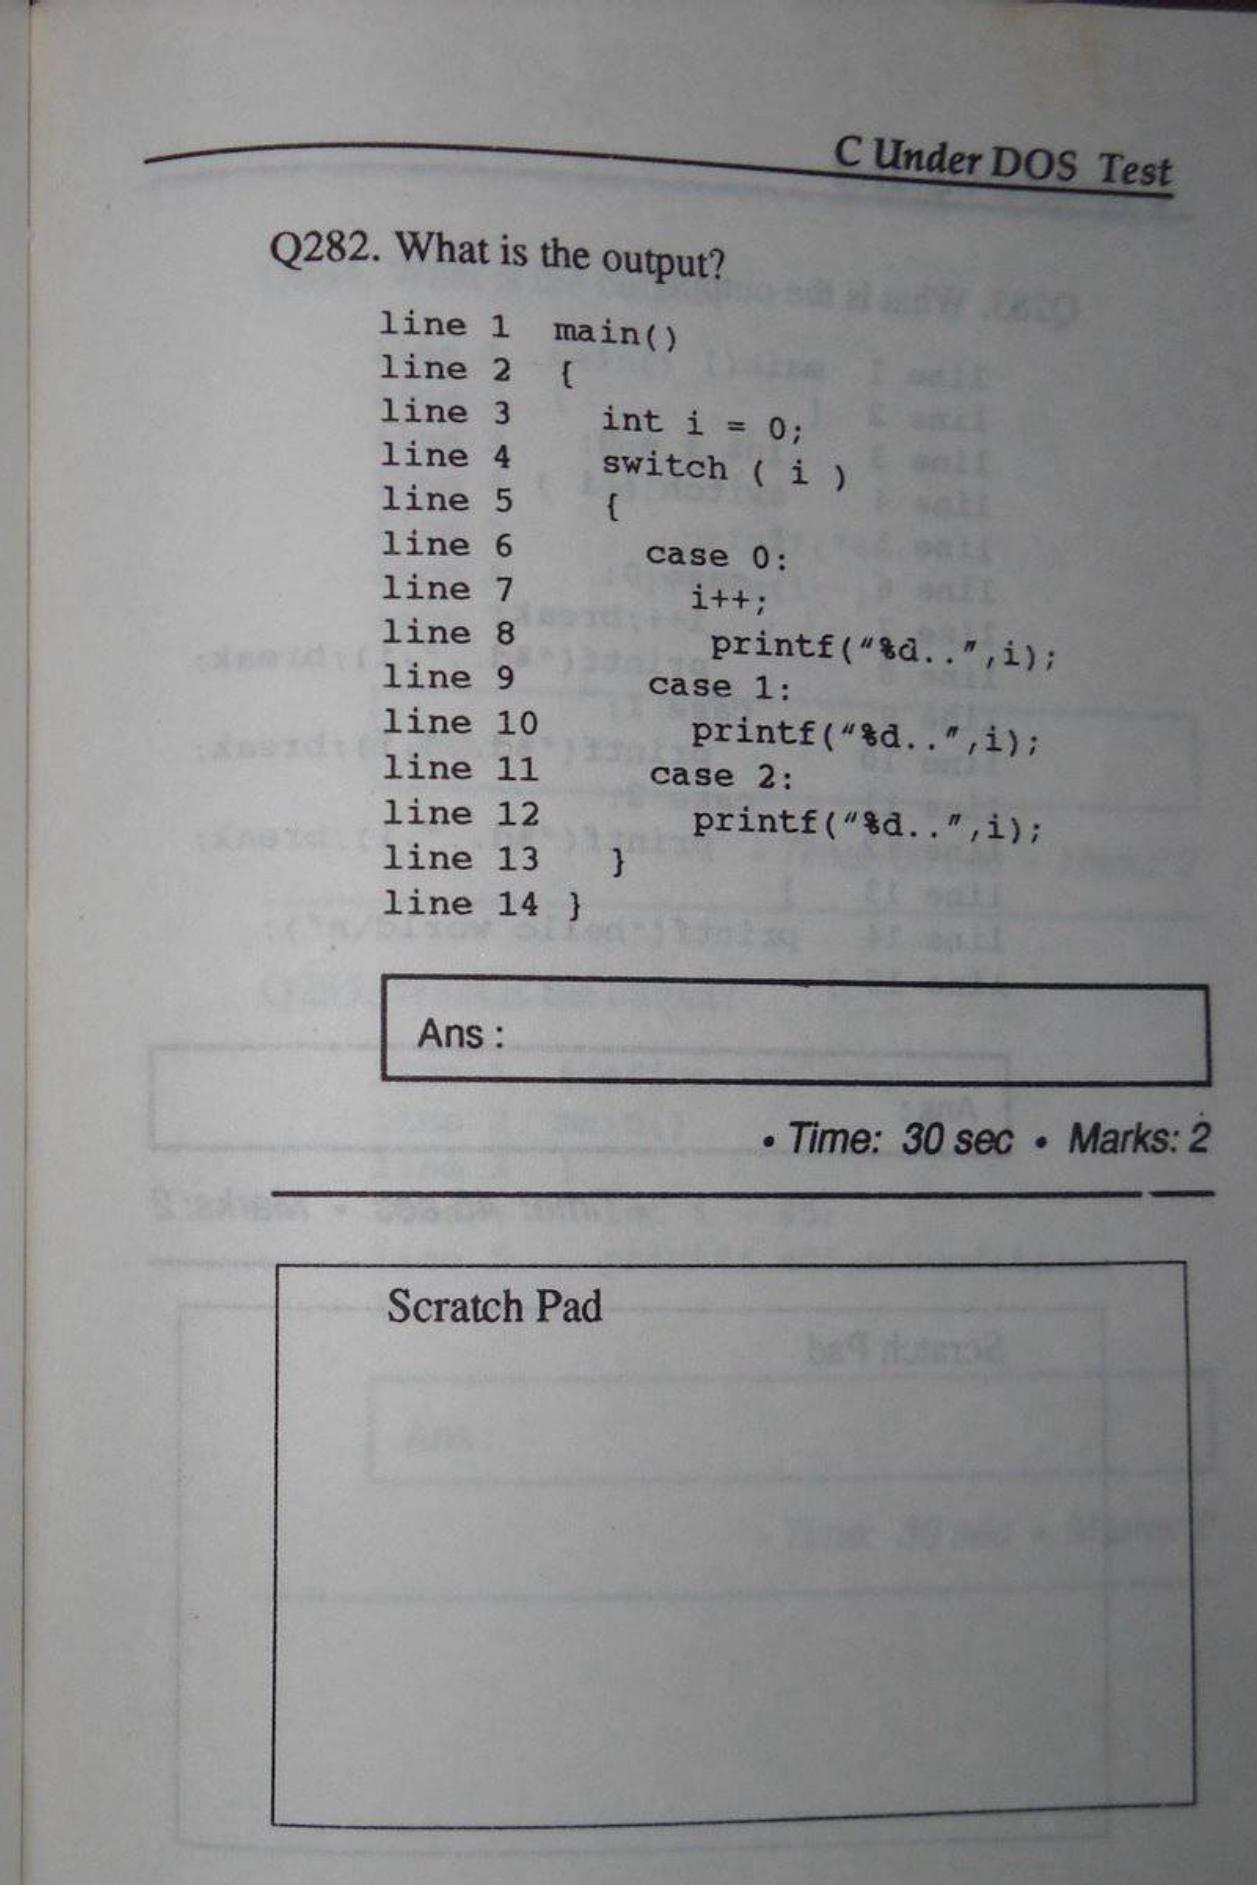 C Under DOS Test
Q282. What is the output?
line 1 main()
line 2 {
line 3 int i = 0;
line 4 switch ( i )
line 5 {
line 6 case 0:
line 7 i++;
line 8 printf("%d..",i);
line 9 case 1:
line 10 printf("%d..",i);
line 11 case 2:
line 12 printf("%d..",i);
line 13 }
line 14 }
Ans :
• Time: 30 sec • Marks: 2
Scratch Pad